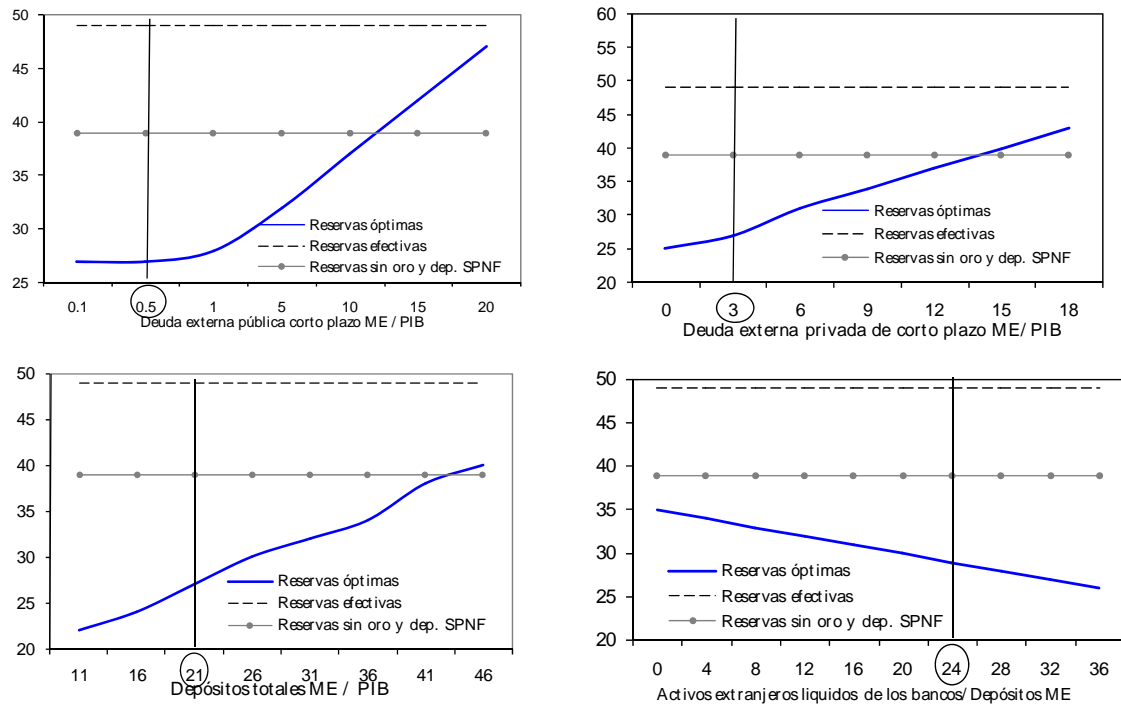 50
45
40
35
30
25
Reservas óptimas
Reservas efectivas
Reservas sin oro y dep. SPNF
0.1 0.5 1 5 10 15 20
Deuda externa pública corto plazo ME / PIB
60
55
50
45
40
35
30
25
20
Reservas óptimas
Reservas efectivas
Reservas sin oro y dep. SPNF
0 3 6 9 12 15 18
Deuda externa privada de corto plazo ME/ PIB
50
45
40
35
30
25
20
Reservas óptimas
Reservas efectivas
Reservas sin oro y dep. SPNF
11 16 21 26 31 36 41 46
Depósitos totales ME / PIB
50
45
40
35
30
25
20
Reservas óptimas
Reservas efectivas
Reservas sin oro y dep. SPNF
0 4 8 12 16 20 24 28 32 36
Activos extranjeros liquidos de los bancos/ Depósitos ME